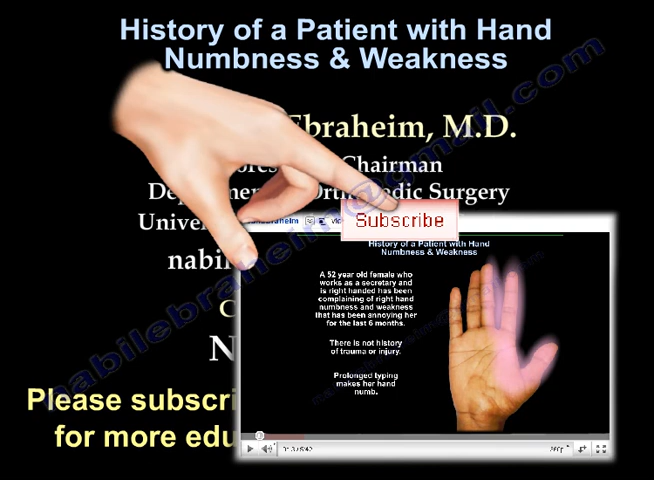 History of a Patient with Hand
Numbness & Weakness
Ebraheim, M.D.
Chairman
Orthopedic Surgery
nabilebraheim@gmail.com
Subscribe
History of a Patient with Hand
Numbness & Weakness
A 52 year old female who
works as a secretary and
is right handed has been
complaining of right hand
numbness and weakness
that has been annoying her
for the last 6 months.
There is not history
of trauma or injury.
Prolonged typing
makes her hand
numb.
Please subscri
for more edu